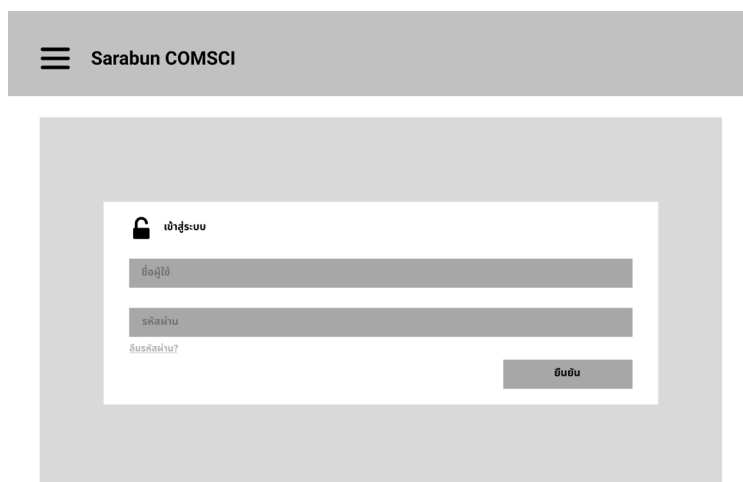 Sarabun COMSCI
เข้าสู่ระบบ
ชื่อผู้ใช้
รหัสผ่าน
ลืมรหัสผ่าน?
ยืนยัน